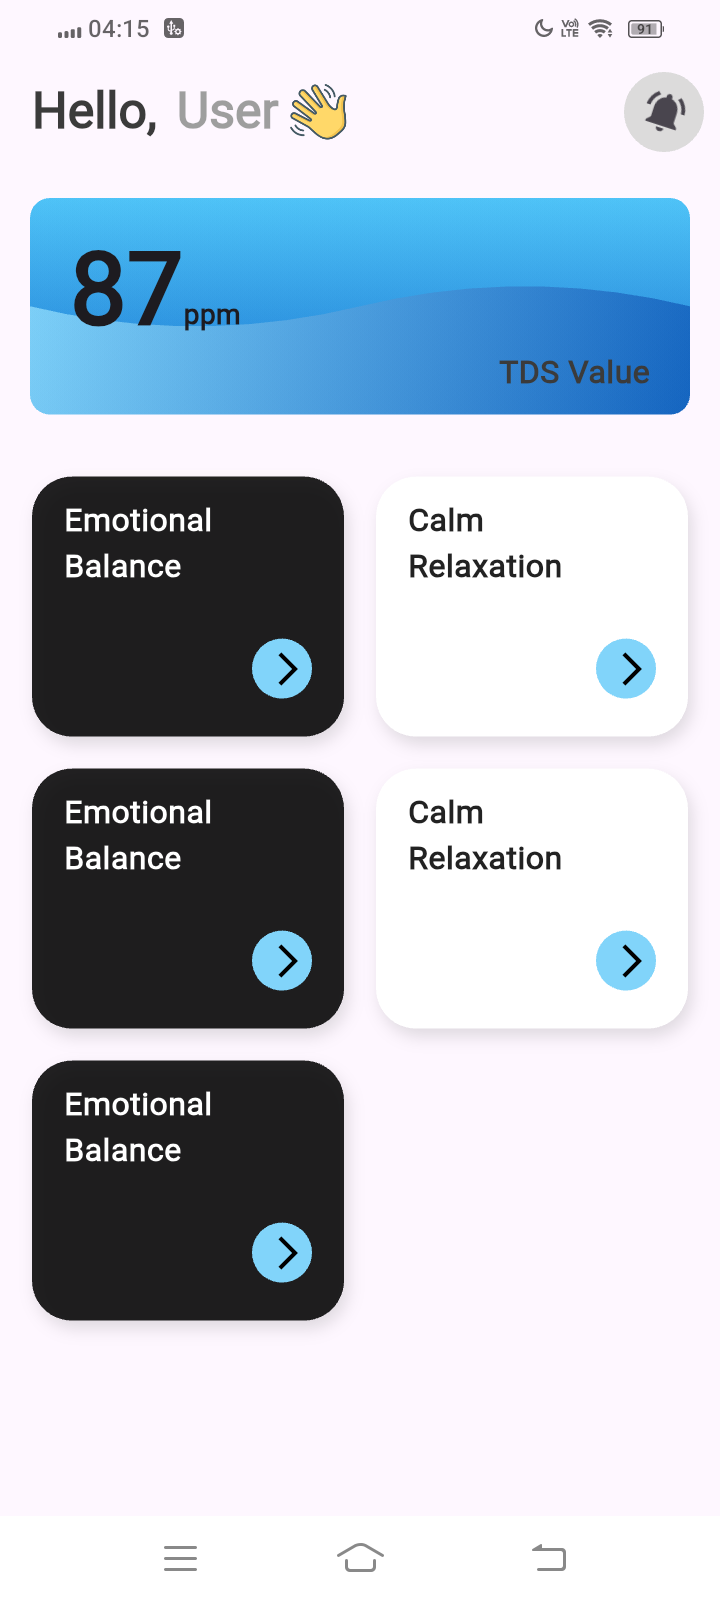 04:15
Vo)) LTE
91
Hello, User 👋
87 ppm
TDS Value
Emotional
Balance
Calm
Relaxation
Emotional
Balance
Calm
Relaxation
Emotional
Balance